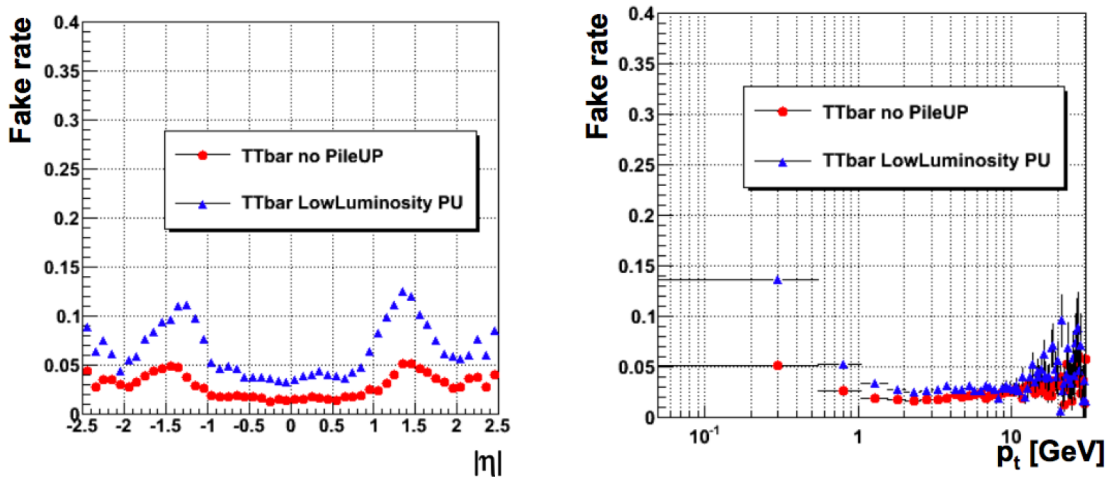 Fake rate
0.4
0.35
0.3
0.25
0.2
0.15
0.1
0.05
0
TTbar no PileUP
TTbar LowLuminosity PU
-2.5 -2 -1.5 -1 -0.5 0 0.5 1 1.5 2 2.5
|η|
Fake rate
0.4
0.35
0.3
0.25
0.2
0.15
0.1
0.05
0
TTbar no PileUP
TTbar LowLuminosity PU
10⁻¹ 1 10
pₜ [GeV]